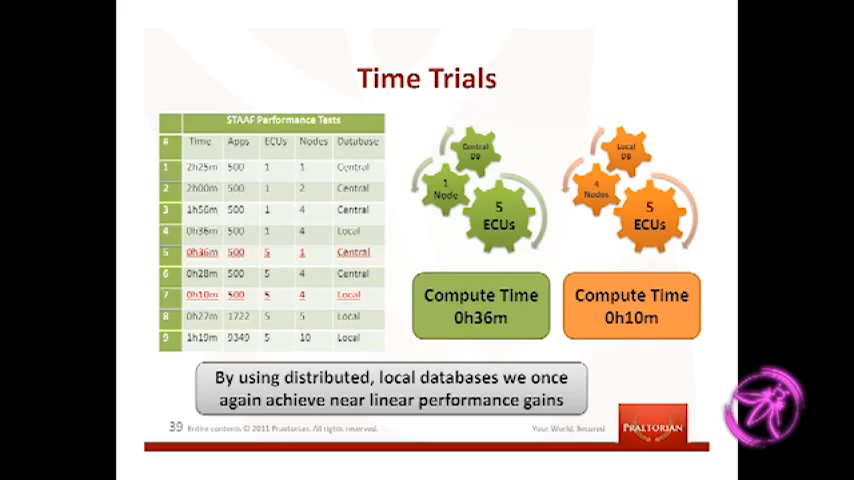 Time Trials
STAAF Performance Tests
# Time Apps ECUs Nodes Database
1 2h25m 500 1 1 Central
2 2h00m 500 1 2 Central
3 1h56m 500 1 4 Central
4 0h36m 500 1 4 Local
5 0h36m 500 5 1 Central
6 0h28m 500 5 4 Central
7 0h10m 500 5 4 Local
8 0h27m 1722 5 5 Local
9 1h19m 9349 5 10 Local
Central
DB
1
Node
5
ECUs
Compute Time
0h36m
Local
DB
4
Nodes
5
ECUs
Compute Time
0h10m
By using distributed, local databases we once
again achieve near linear performance gains
39 Entire contents © 2011 Praetorian. All rights reserved.
Your World, Secured
PRAETORIAN